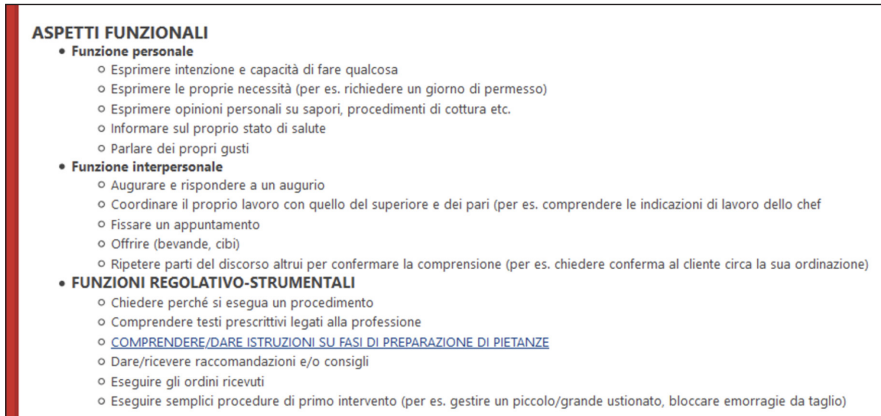 ASPETTI FUNZIONALI
• Funzione personale
○ Esprimere intenzione e capacità di fare qualcosa
○ Esprimere le proprie necessità (per es. richiedere un giorno di permesso)
○ Esprimere opinioni personali su sapori, procedimenti di cottura etc.
○ Informare sul proprio stato di salute
○ Parlare dei propri gusti
• Funzione interpersonale
○ Augurare e rispondere a un augurio
○ Coordinare il proprio lavoro con quello del superiore e dei pari (per es. comprendere le indicazioni di lavoro dello chef
○ Fissare un appuntamento
○ Offrire (bevande, cibi)
○ Ripetere parti del discorso altrui per confermare la comprensione (per es. chiedere conferma al cliente circa la sua ordinazione)
• FUNZIONI REGOLATIVO-STRUMENTALI
○ Chiedere perché si esegua un procedimento
○ Comprendere testi prescrittivi legati alla professione
○ COMPRENDERE/DARE ISTRUZIONI SU FASI DI PREPARAZIONE DI PIETANZE
○ Dare/ricevere raccomandazioni e/o consigli
○ Eseguire gli ordini ricevuti
○ Eseguire semplici procedure di primo intervento (per es. gestire un piccolo/grande ustionato, bloccare emorragie da taglio)